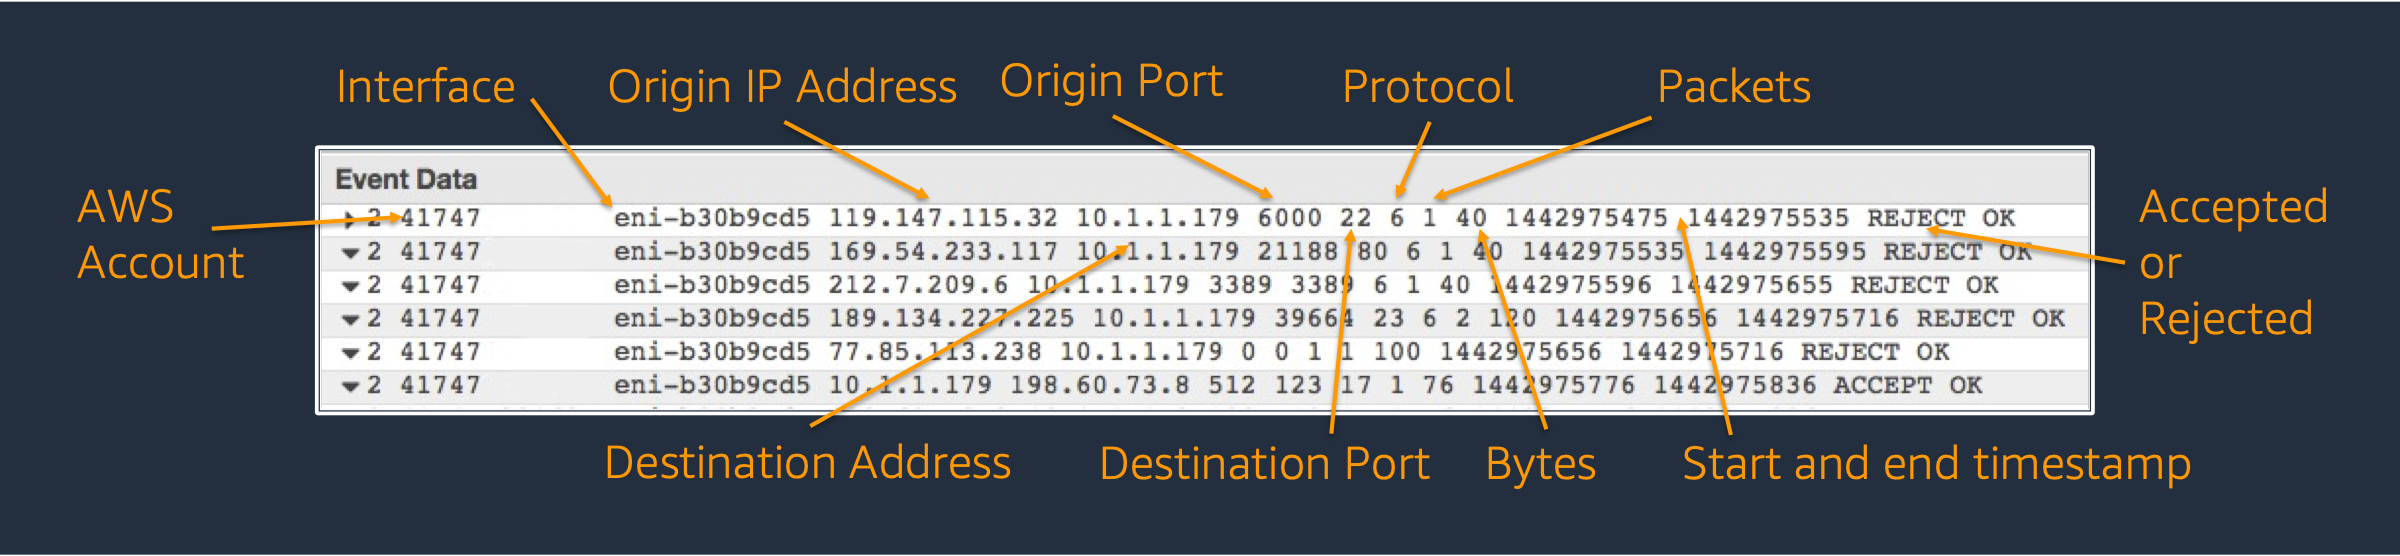 Interface Origin IP Address Origin Port Protocol Packets
Event Data
AWS
Account
2 41747 eni-b30b9cd5 119.147.115.32 10.1.1.179 6000 22 6 1 40 1442975475 1442975535 REJECT OK
2 41747 eni-b30b9cd5 169.54.233.117 10.1.1.179 21188 80 6 1 40 1442975535 1442975595 REJECT OK
2 41747 eni-b30b9cd5 212.7.209.6 10.1.1.179 3389 3389 6 1 40 1442975596 1442975655 REJECT OK
2 41747 eni-b30b9cd5 189.134.227.225 10.1.1.179 39664 23 6 2 120 1442975656 1442975716 REJECT OK
2 41747 eni-b30b9cd5 77.85.113.238 10.1.1.179 0 0 1 1 100 1442975656 1442975716 REJECT OK
2 41747 eni-b30b9cd5 10.1.1.179 198.60.73.8 512 123 17 1 76 1442975776 1442975836 ACCEPT OK
Accepted
or
Rejected
Destination Address Destination Port Bytes Start and end timestamp